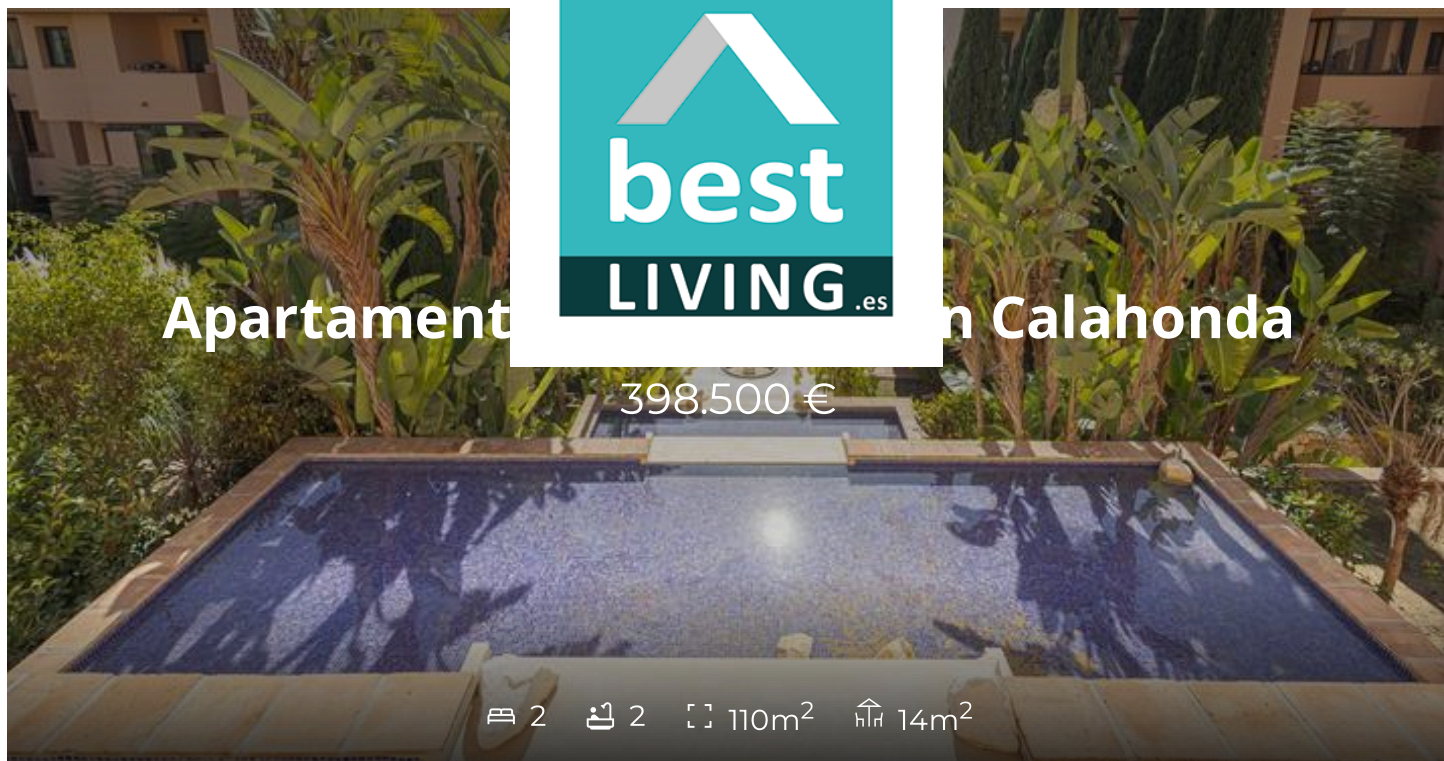 best
LIVING.es
Apartament n Calahonda
398.500 €
2 2 110m² 14m²